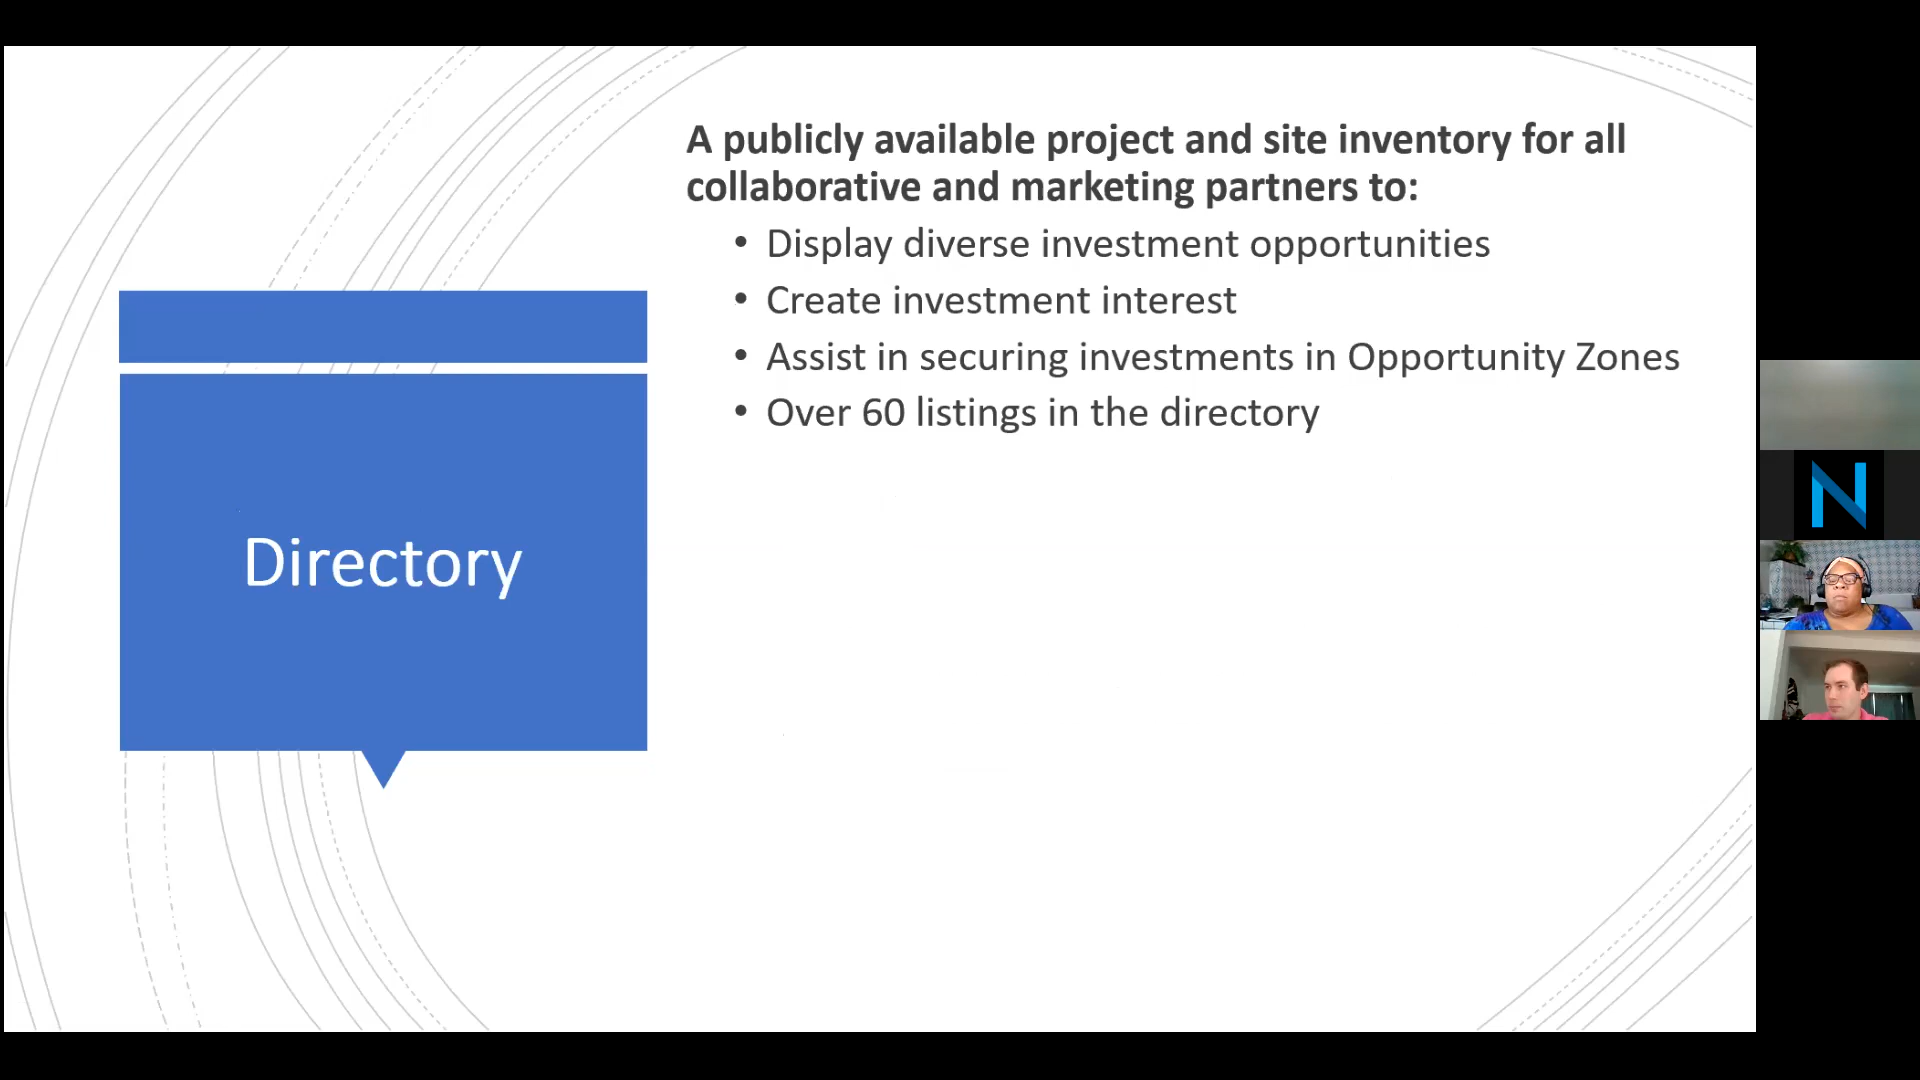 A publicly available project and site inventory for all
collaborative and marketing partners to:
• Display diverse investment opportunities
• Create investment interest
• Assist in securing investments in Opportunity Zones
• Over 60 listings in the directory
Directory
N